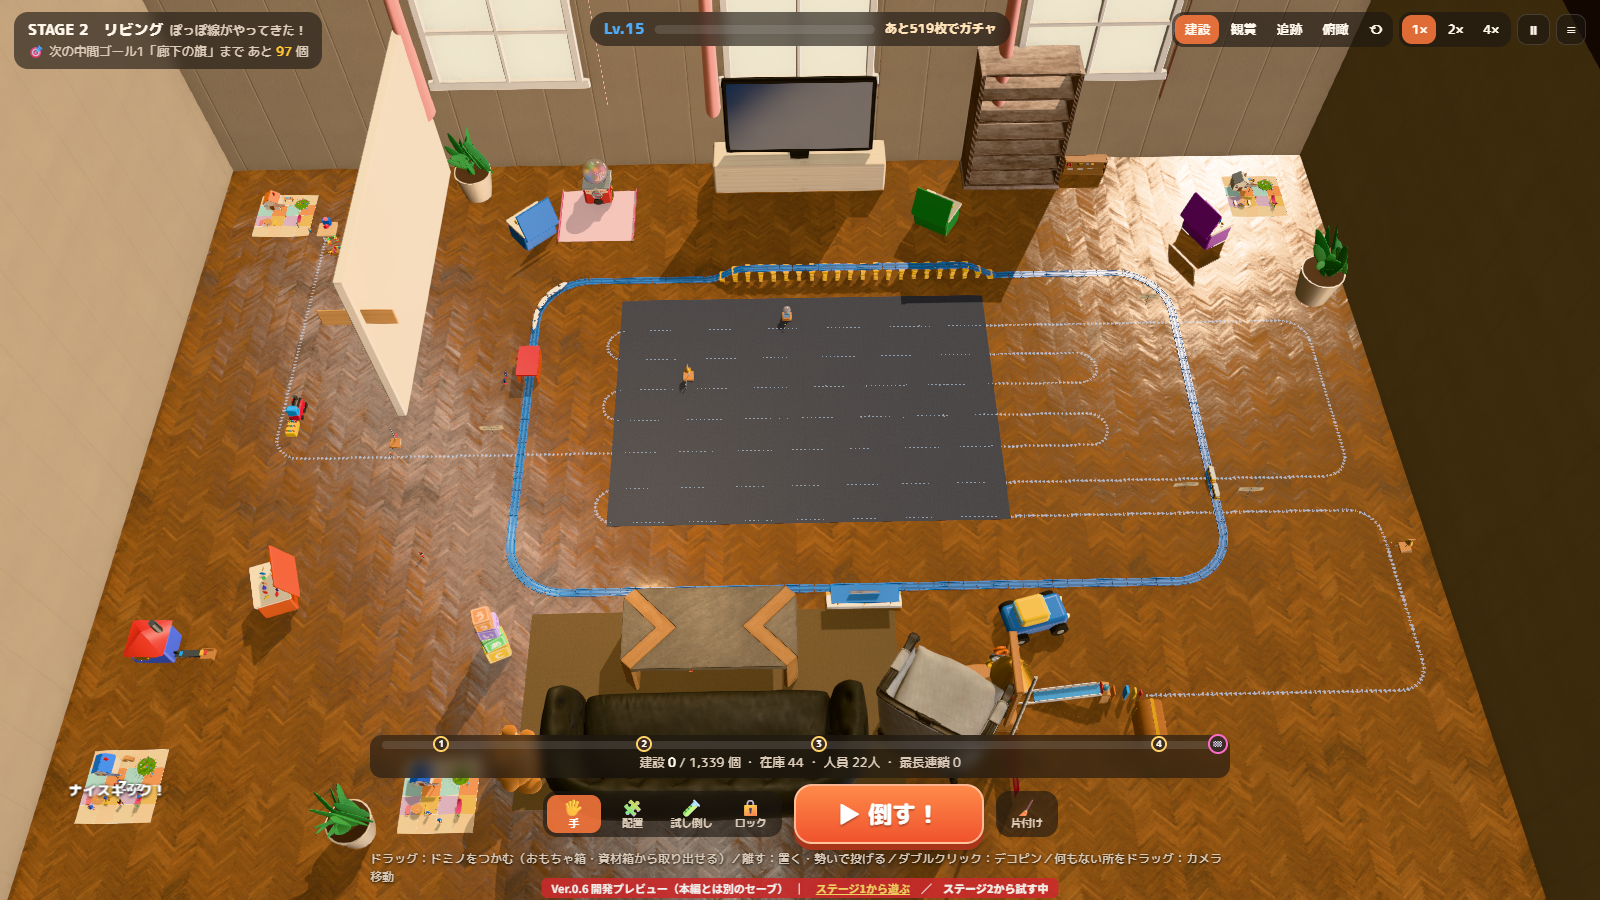 STAGE 2 リビング ぽっぽ線がやってきた！
🎯 次の中間ゴール1「廊下の旗」まで あと 97 個
Lv.15 あと519枚でガチャ
建設 観賞 追跡 俯瞰 1× 2× 4×
1 2 3 4
建設 0 / 1,339 個 ・ 在庫 44 ・ 人員 22人 ・ 最長連鎖 0
ナイスキック！
手 配置 試し倒し ロック ▶ 倒す！ 片付け
ドラッグ：ドミノをつかむ（おもちゃ箱・資材箱から取り出せる）／離す：置く・勢いで投げる／ダブルクリック：デコピン／何もない所をドラッグ：カメラ
移動
Ver.0.6 開発プレビュー（本編とは別のセーブ） ｜ ステージ1から遊ぶ ／ ステージ2から試す中